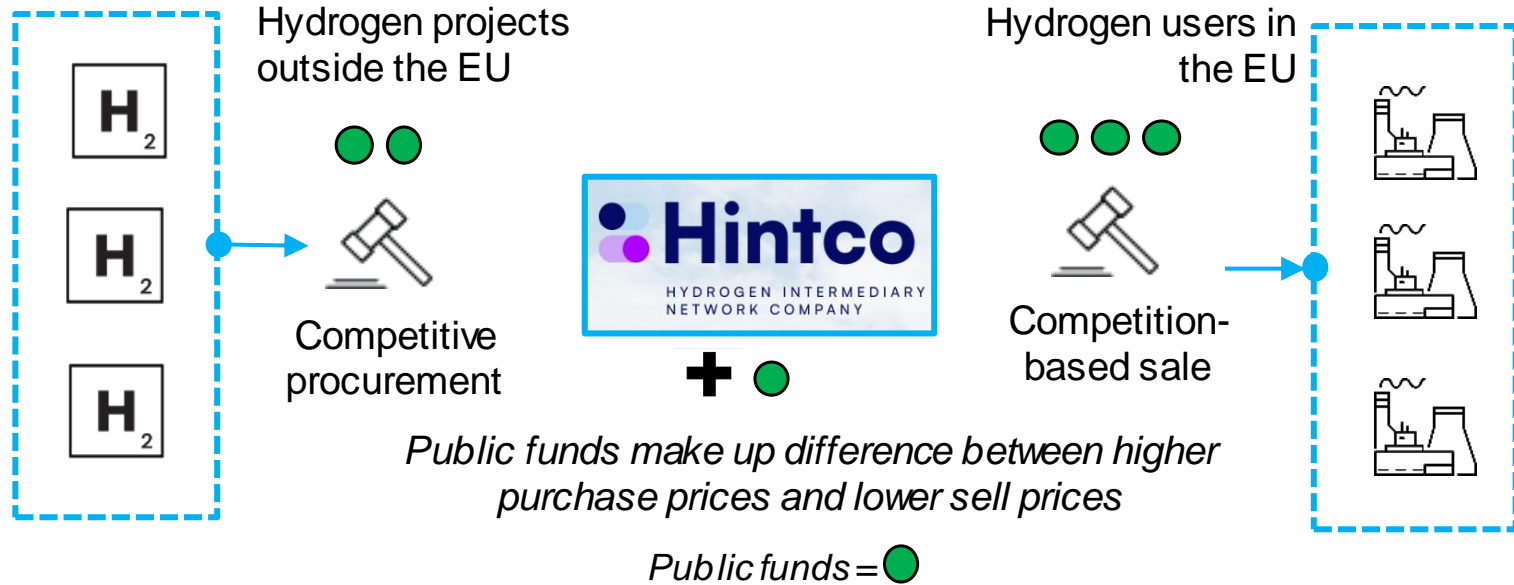 Hydrogen projects
outside the EU
Hydrogen users in
the EU
H2
H2
H2
Hintco
HYDROGEN INTERMEDIARY
NETWORK COMPANY
Competitive
procurement
Competition-
based sale
+
Public funds make up difference between higher
purchase prices and lower sell prices
Public funds =